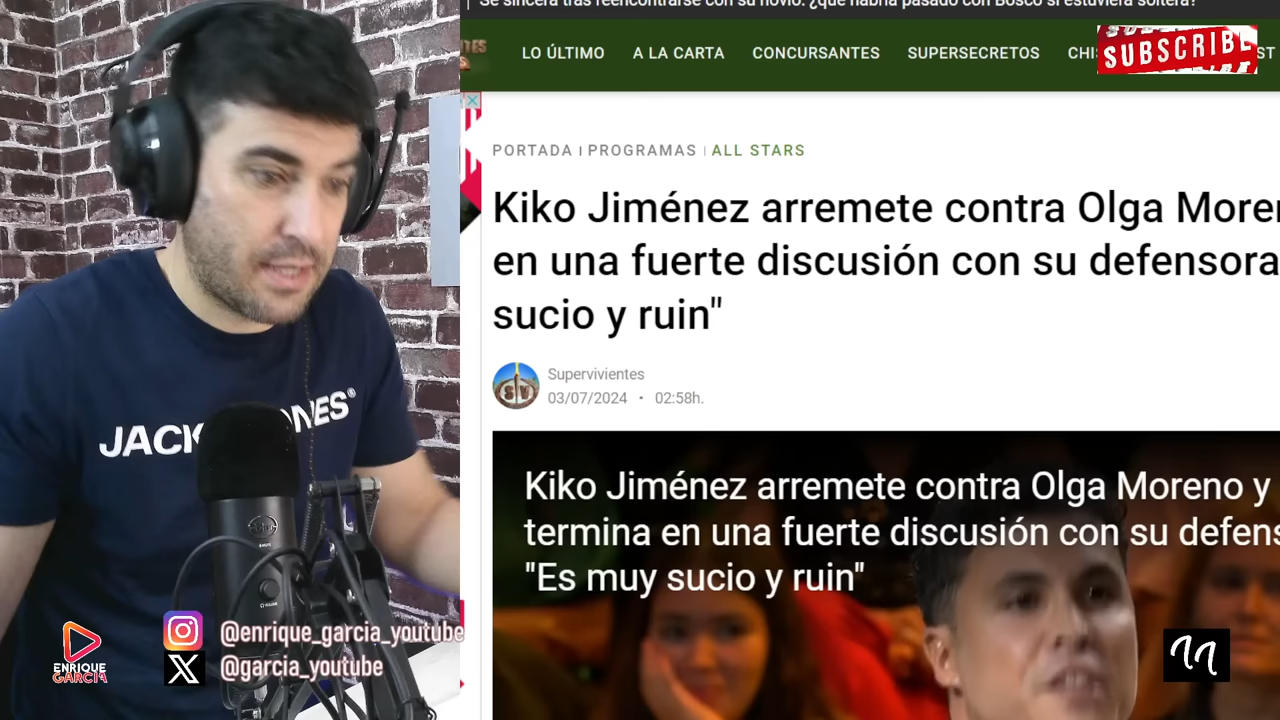 Se sincera tras reencontrarse con su novio: ¿qué habría pasado con Bosco si estuviera soltera?
LO ÚLTIMO A LA CARTA CONCURSANTES SUPERSECRETOS
SUBSCRIBE
PORTADA | PROGRAMAS | ALL STARS
Kiko Jiménez arremete contra Olga
en una fuerte discusión con su defensora
sucio y ruin"
Supervivientes
03/07/2024 • 02:58h.
SV
Kiko Jiménez arremete contra Olga Moreno y
termina en una fuerte discusión con su
"Es muy sucio y ruin"
JACK
@enrique_garcia_youtube
@garcia_youtube
ENRIQUE
GARCIA